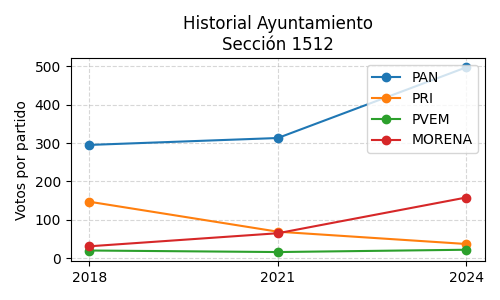 Historial Ayuntamiento
Sección 1512
Votos por partido
500
400
300
200
100
0
2018
2021
2024
PAN
PRI
PVEM
MORENA